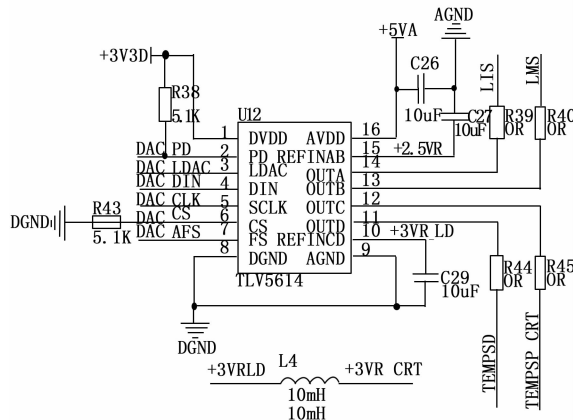 AGND
+5VA
+3V3D
C26
10uF
C27
10uF
LIS
LMS
R38
5.1K
R39
OR
R40
OR
U12
1 DVDD AVDD 16
DAC PD 2 PD REFINAB 15 +2.5VR
DAC LDAC 3 LDAC OUTA 14
DAC DIN 4 DIN OUTB 13
DAC CLK 5 SCLK OUTC 12
DAC CS 6 CS OUTD 11
DAC AFS 7 FS REFINCD 10 +3VR LD
8 DGND AGND 9
TLV5614
DGND
R43
5.1K
C29
10uF
R44
OR
R45
OR
DGND
TEMPSD
TEMPSP CRT
L4
+3VRLD
+3VR CRT
10mH
10mH